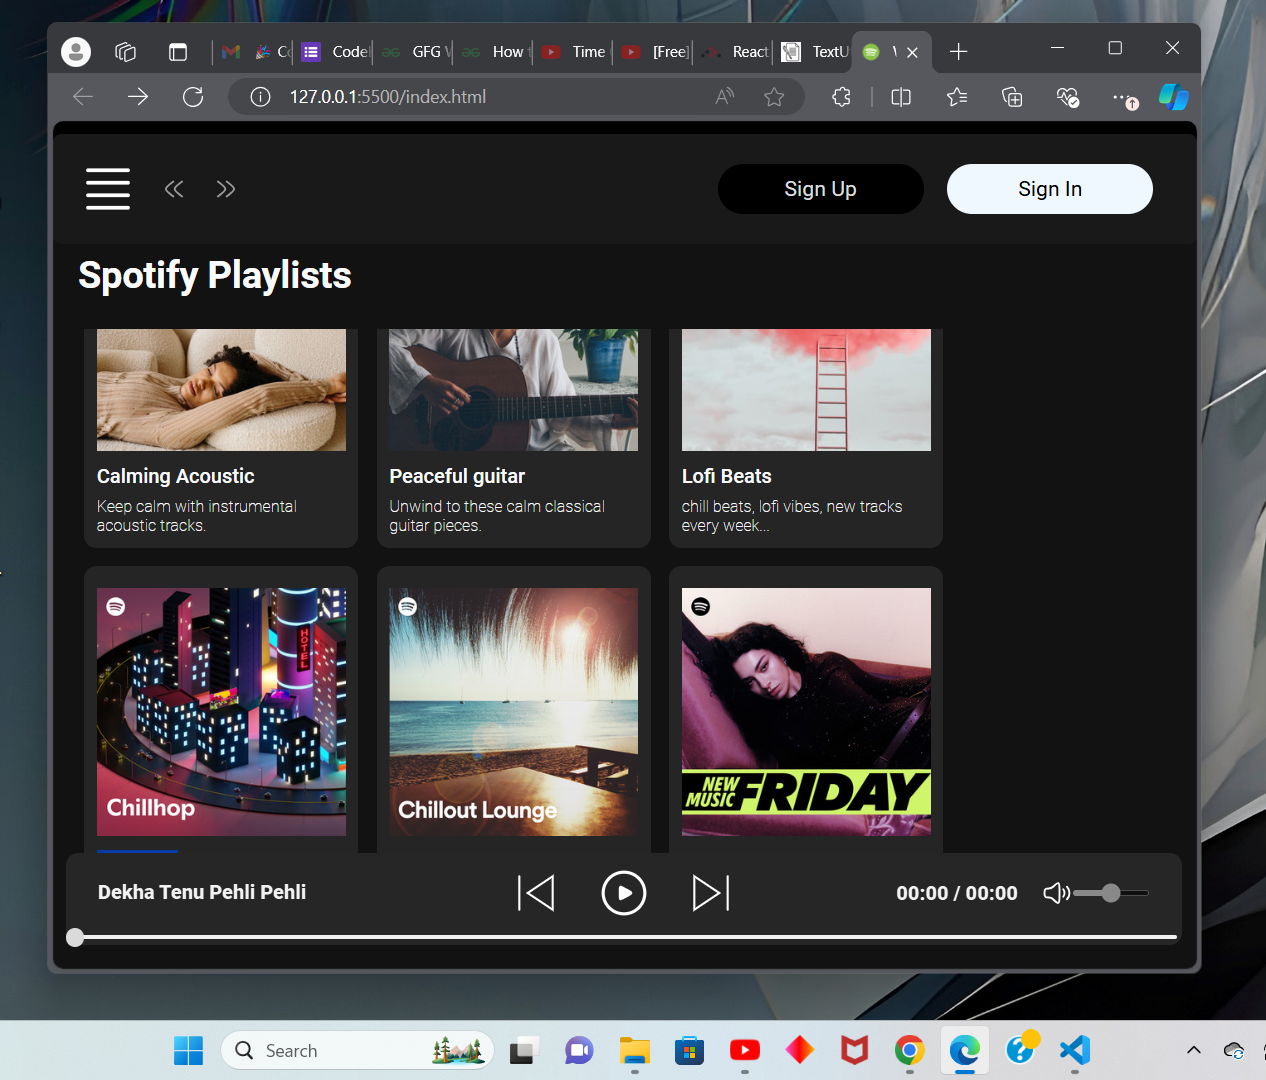 Code
GFG
How
Time
[Free]
React
TextU
127.0.0.1:5500/index.html
Sign Up
Sign In
Spotify Playlists
Calming Acoustic
Keep calm with instrumental
acoustic tracks.
Peaceful guitar
Unwind to these calm classical
guitar pieces.
Lofi Beats
chill beats, lofi vibes, new tracks
every week...
HOTEL
Chillhop
Chillout Lounge
NEW
MUSIC FRIDAY
Dekha Tenu Pehli Pehli
00:00 / 00:00
Search